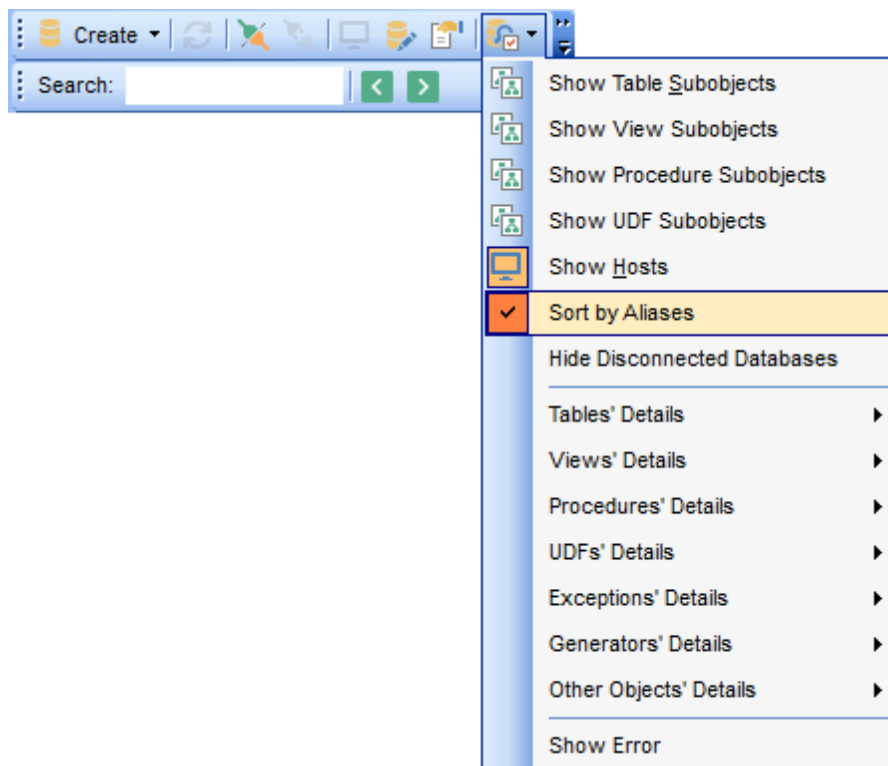 Create
Search:
Show Table Subobjects
Show View Subobjects
Show Procedure Subobjects
Show UDF Subobjects
Show Hosts
Sort by Aliases
Hide Disconnected Databases
Tables' Details
Views' Details
Procedures' Details
UDFs' Details
Exceptions' Details
Generators' Details
Other Objects' Details
Show Error